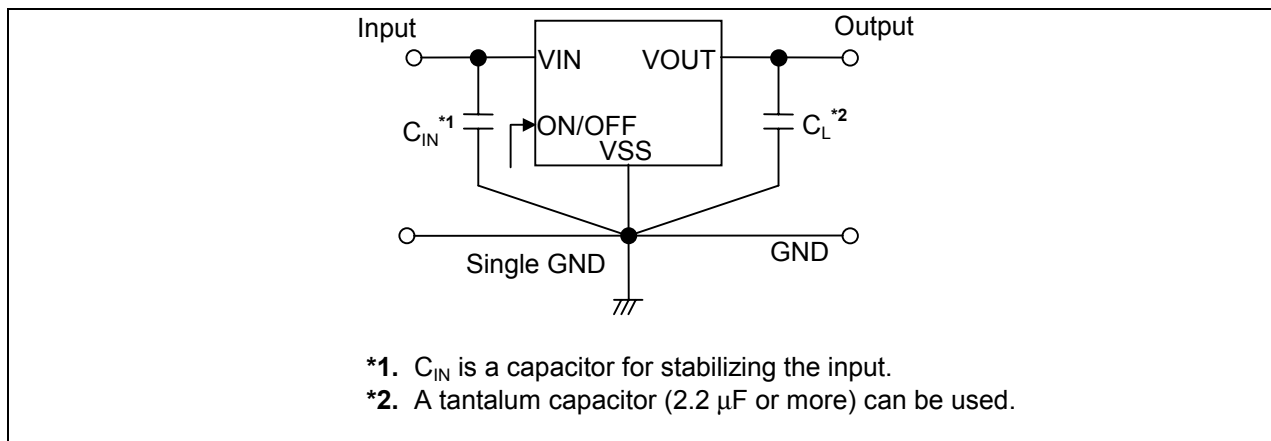 Input
Output
VIN
VOUT
C_IN*1
ON/OFF
VSS
C_L*2
Single GND
GND
*1. C_IN is a capacitor for stabilizing the input.
*2. A tantalum capacitor (2.2 μF or more) can be used.